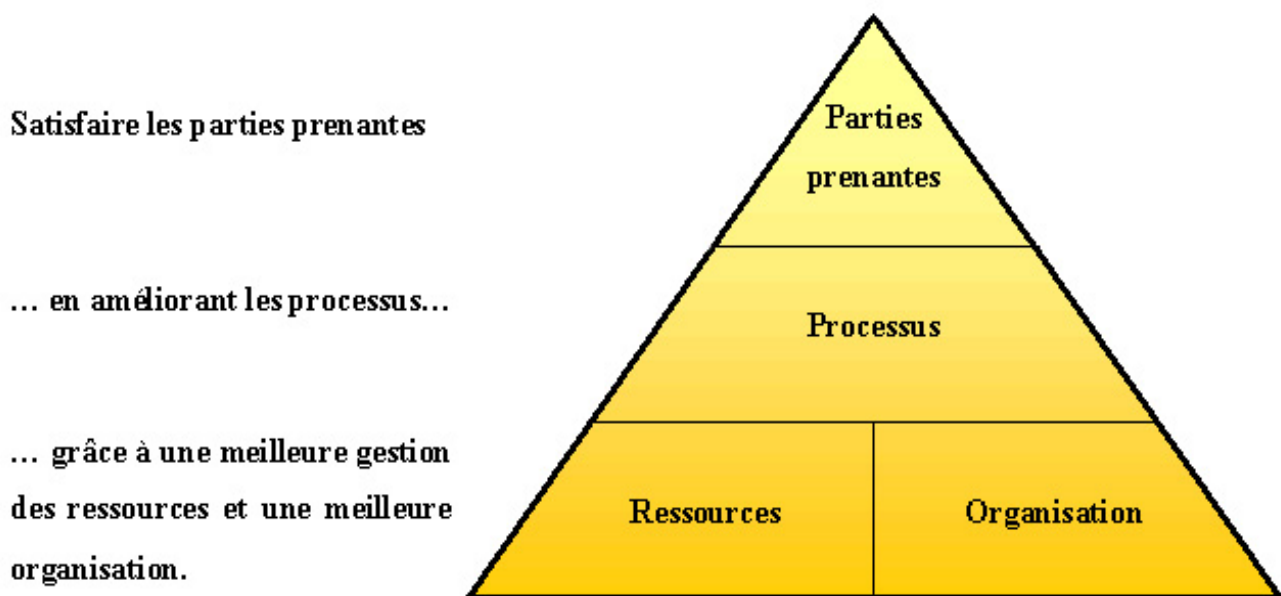 Satisfaire les parties prenantes
Parties
prenantes
… en améliorant les processus…
Processus
… grâce à une meilleure gestion
des ressources et une meilleure
organisation.
Ressources
Organisation